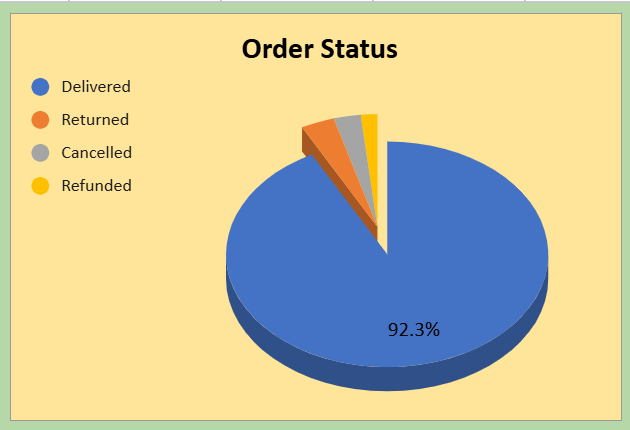 Order Status
Delivered
Returned
Cancelled
Refunded
92.3%